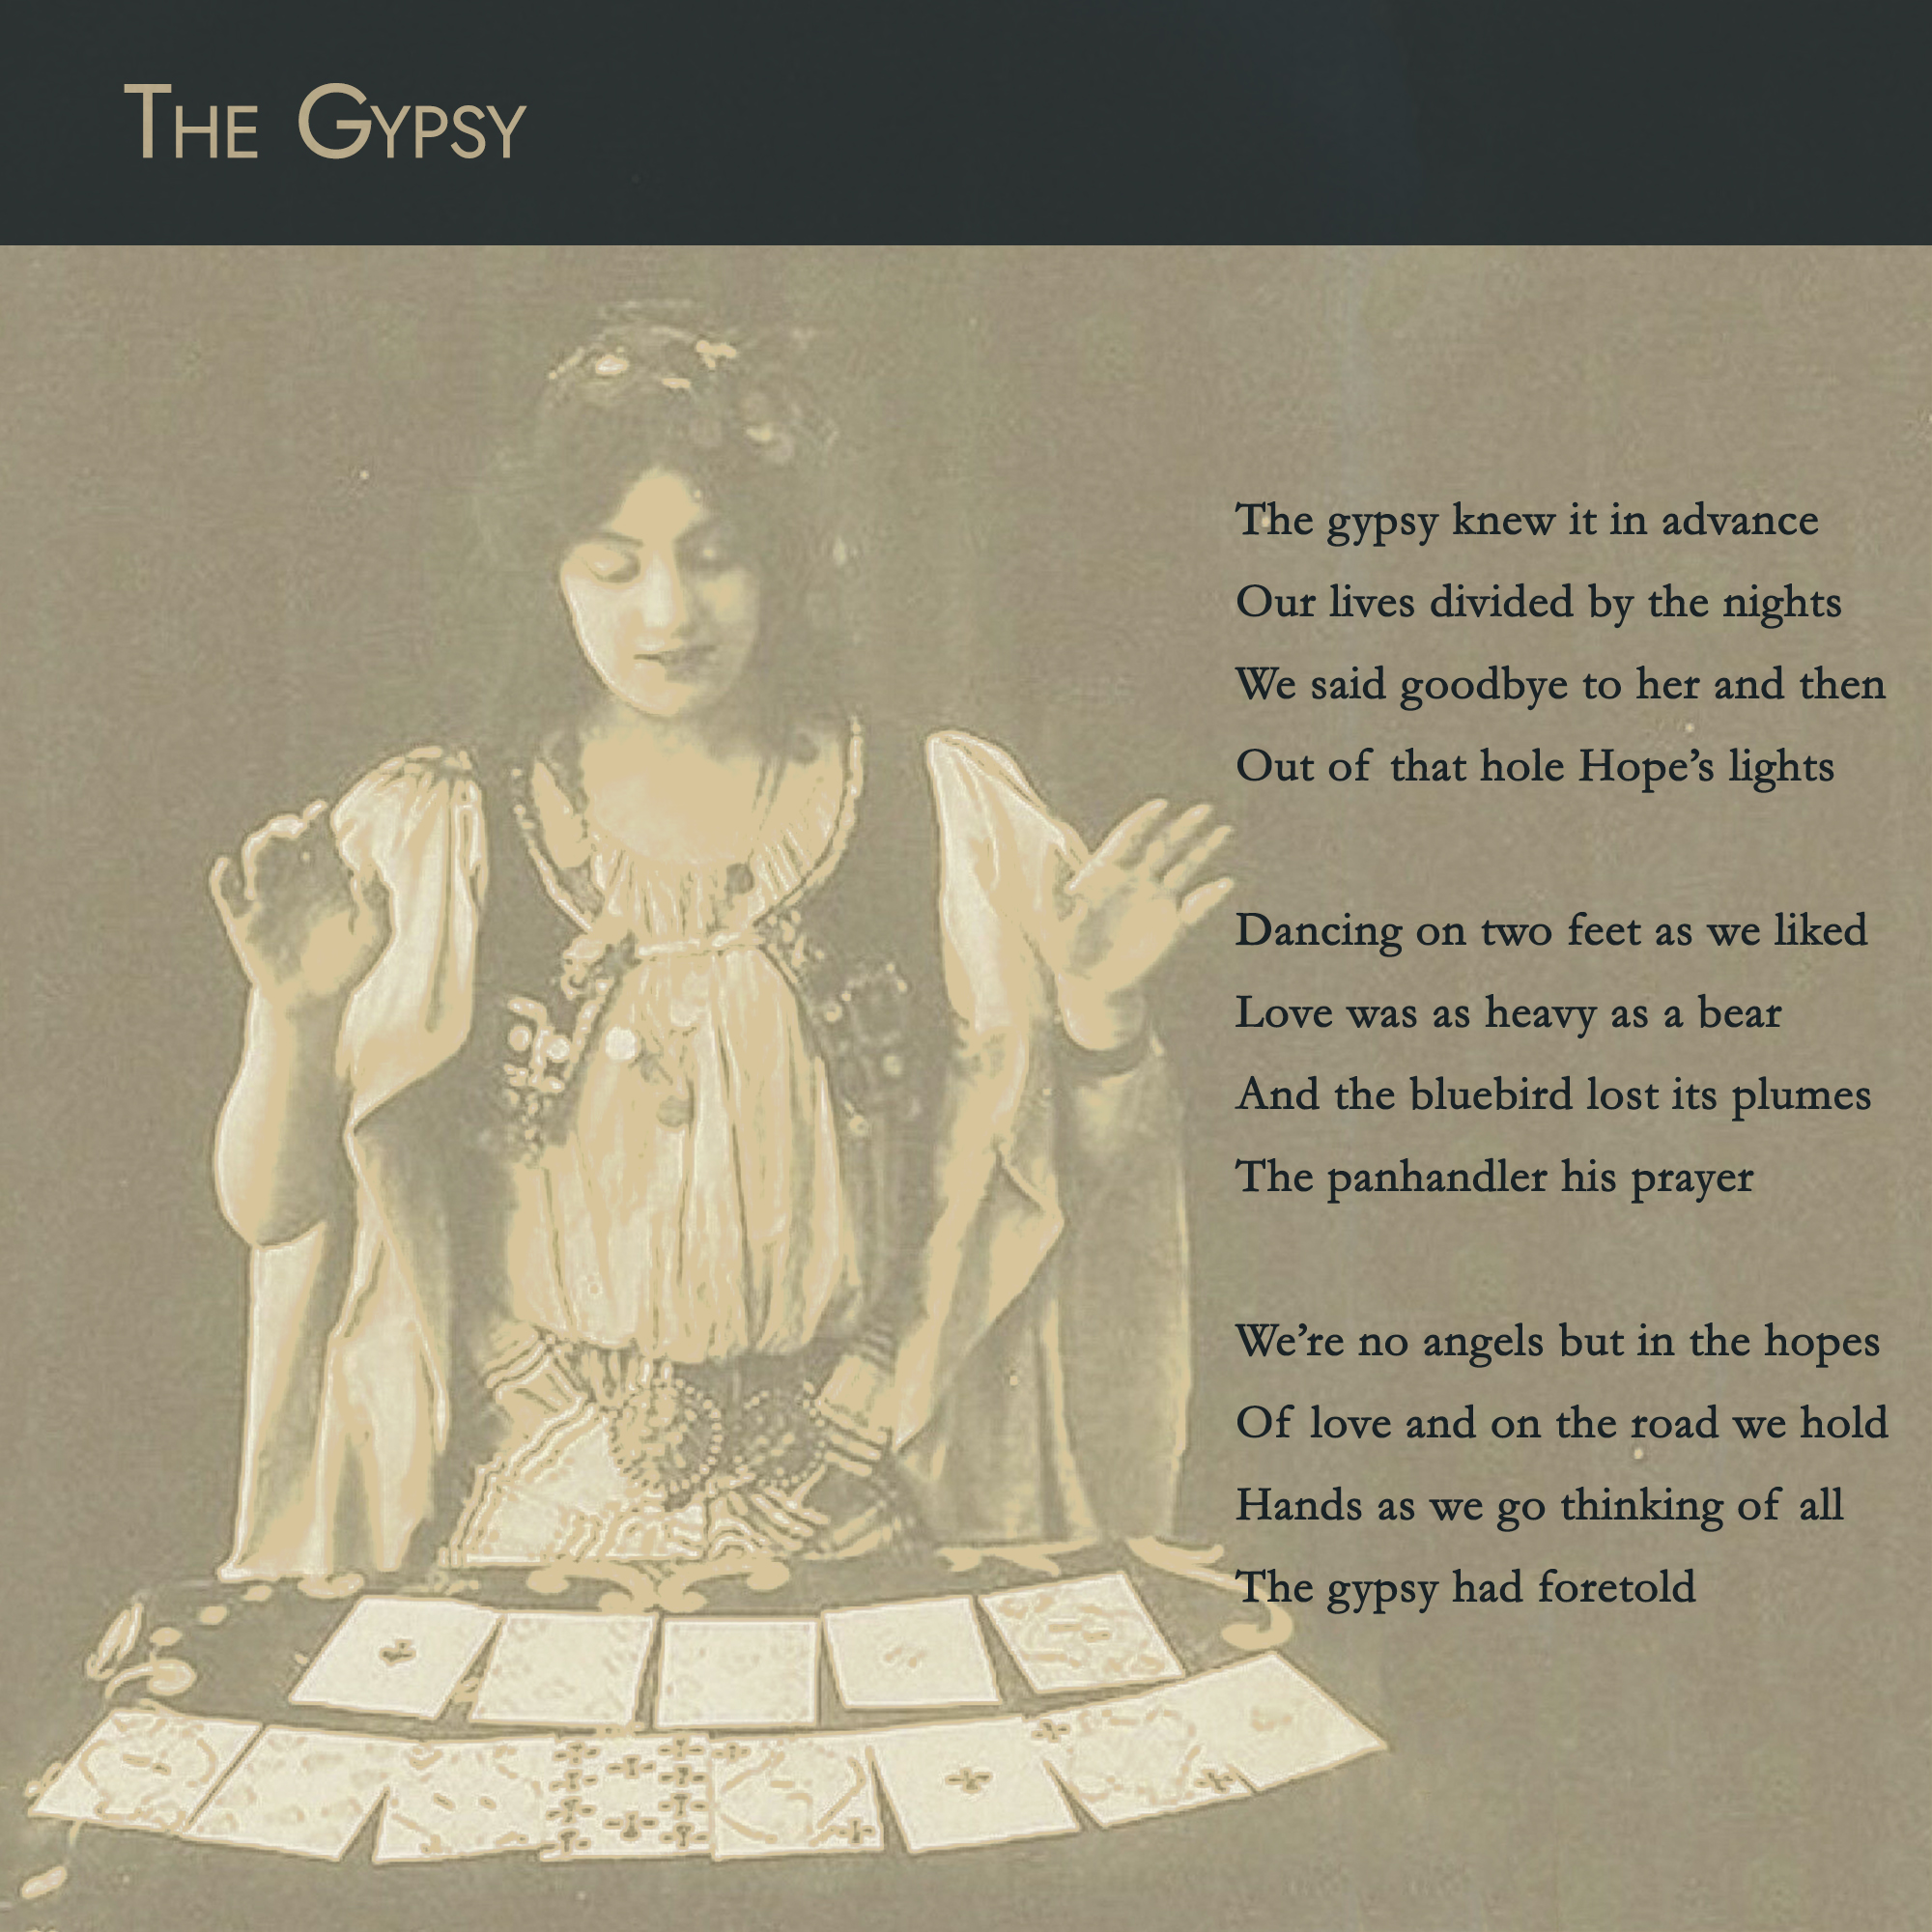 The Gypsy
The gypsy knew it in advance
Our lives divided by the nights
We said goodbye to her and then
Out of that hole Hope’s lights
Dancing on two feet as we liked
Love was as heavy as a bear
And the bluebird lost its plumes
The panhandler his prayer
We’re no angels but in the hopes
Of love and on the road we hold
Hands as we go thinking of all
The gypsy had foretold